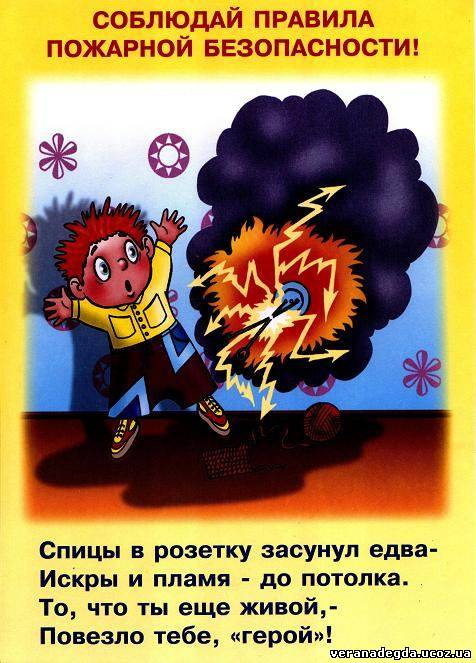 СОБЛЮДАЙ ПРАВИЛА
ПОЖАРНОЙ БЕЗОПАСНОСТИ!
Спицы в розетку засунул едва-
Искры и пламя - до потолка.
То, что ты еще живой,-
Повезло тебе, «герой»!
veranadegda.ucoz.ua